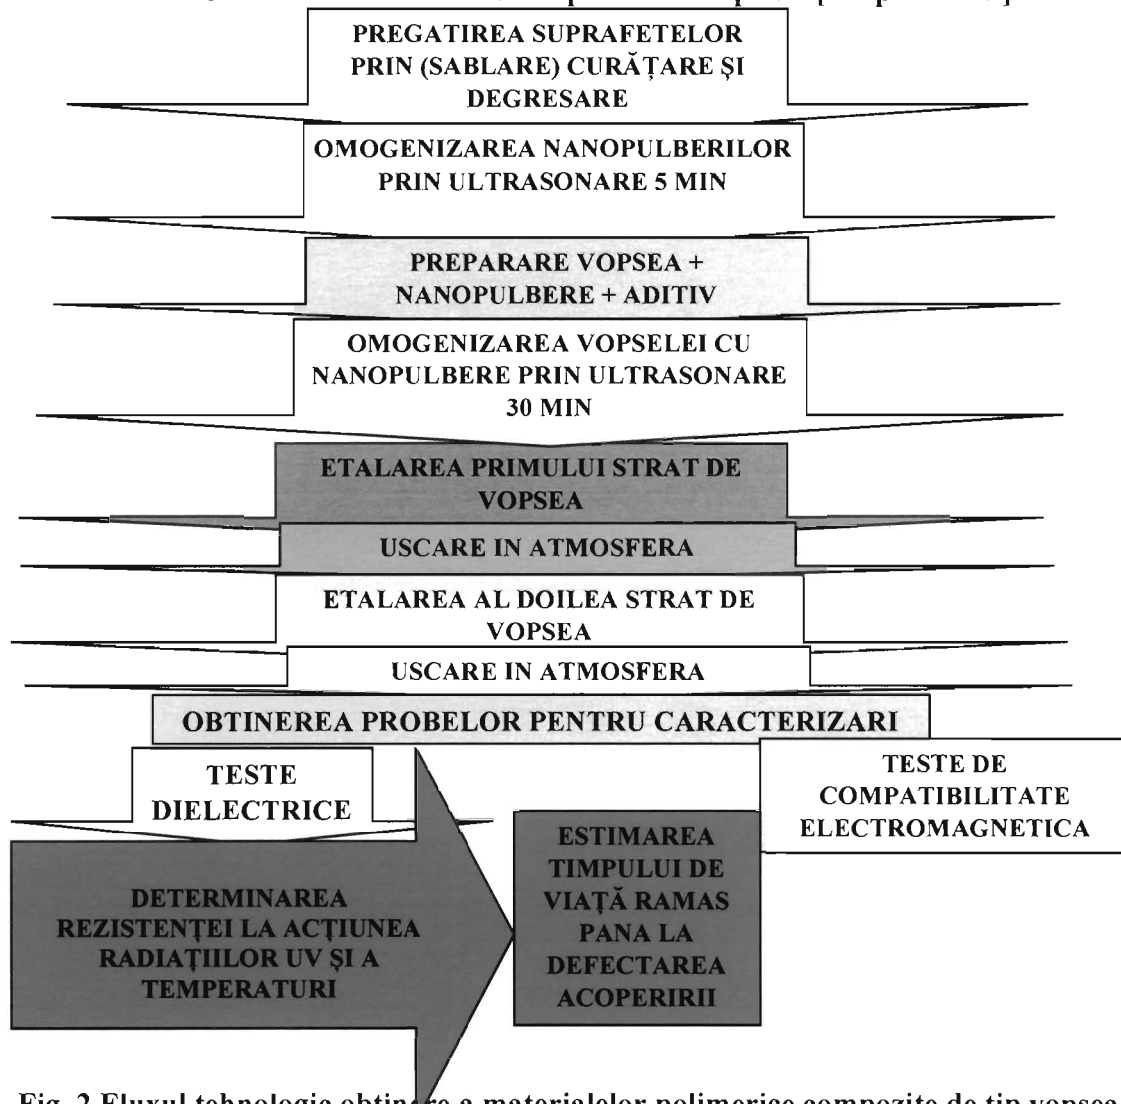 PREGATIREA SUPRAFETELOR
PRIN (SABLARE) CURĂȚARE ȘI
DEGRESARE
OMOGENIZAREA NANOPULBERILOR
PRIN ULTRASONARE 5 MIN
PREPARARE VOPSEA +
NANOPULBERE + ADITIV
OMOGENIZAREA VOPSELEI CU
NANOPULBERE PRIN ULTRASONARE
30 MIN
ETALAREA PRIMULUI STRAT DE
VOPSEA
USCARE IN ATMOSFERA
ETALAREA AL DOILEA STRAT DE
VOPSEA
USCARE IN ATMOSFERA
OBTINEREA PROBELOR PENTRU CARACTERIZARI
TESTE
DIELECTRICE
TESTE DE
COMPATIBILITATE
ELECTROMAGNETICA
DETERMINAREA
REZISTENȚEI LA ACȚIUNEA
RADIAȚIILOR UV ȘI A
TEMPERATURI
ESTIMAREA
TIMPULUI DE
VIAȚĂ RAMAS
PANA LA
DEFECTAREA
ACOPERIRII
Fig. 2 Fluxul tehnologic obtinere a materialelor polimerice compozite de tip vopsea